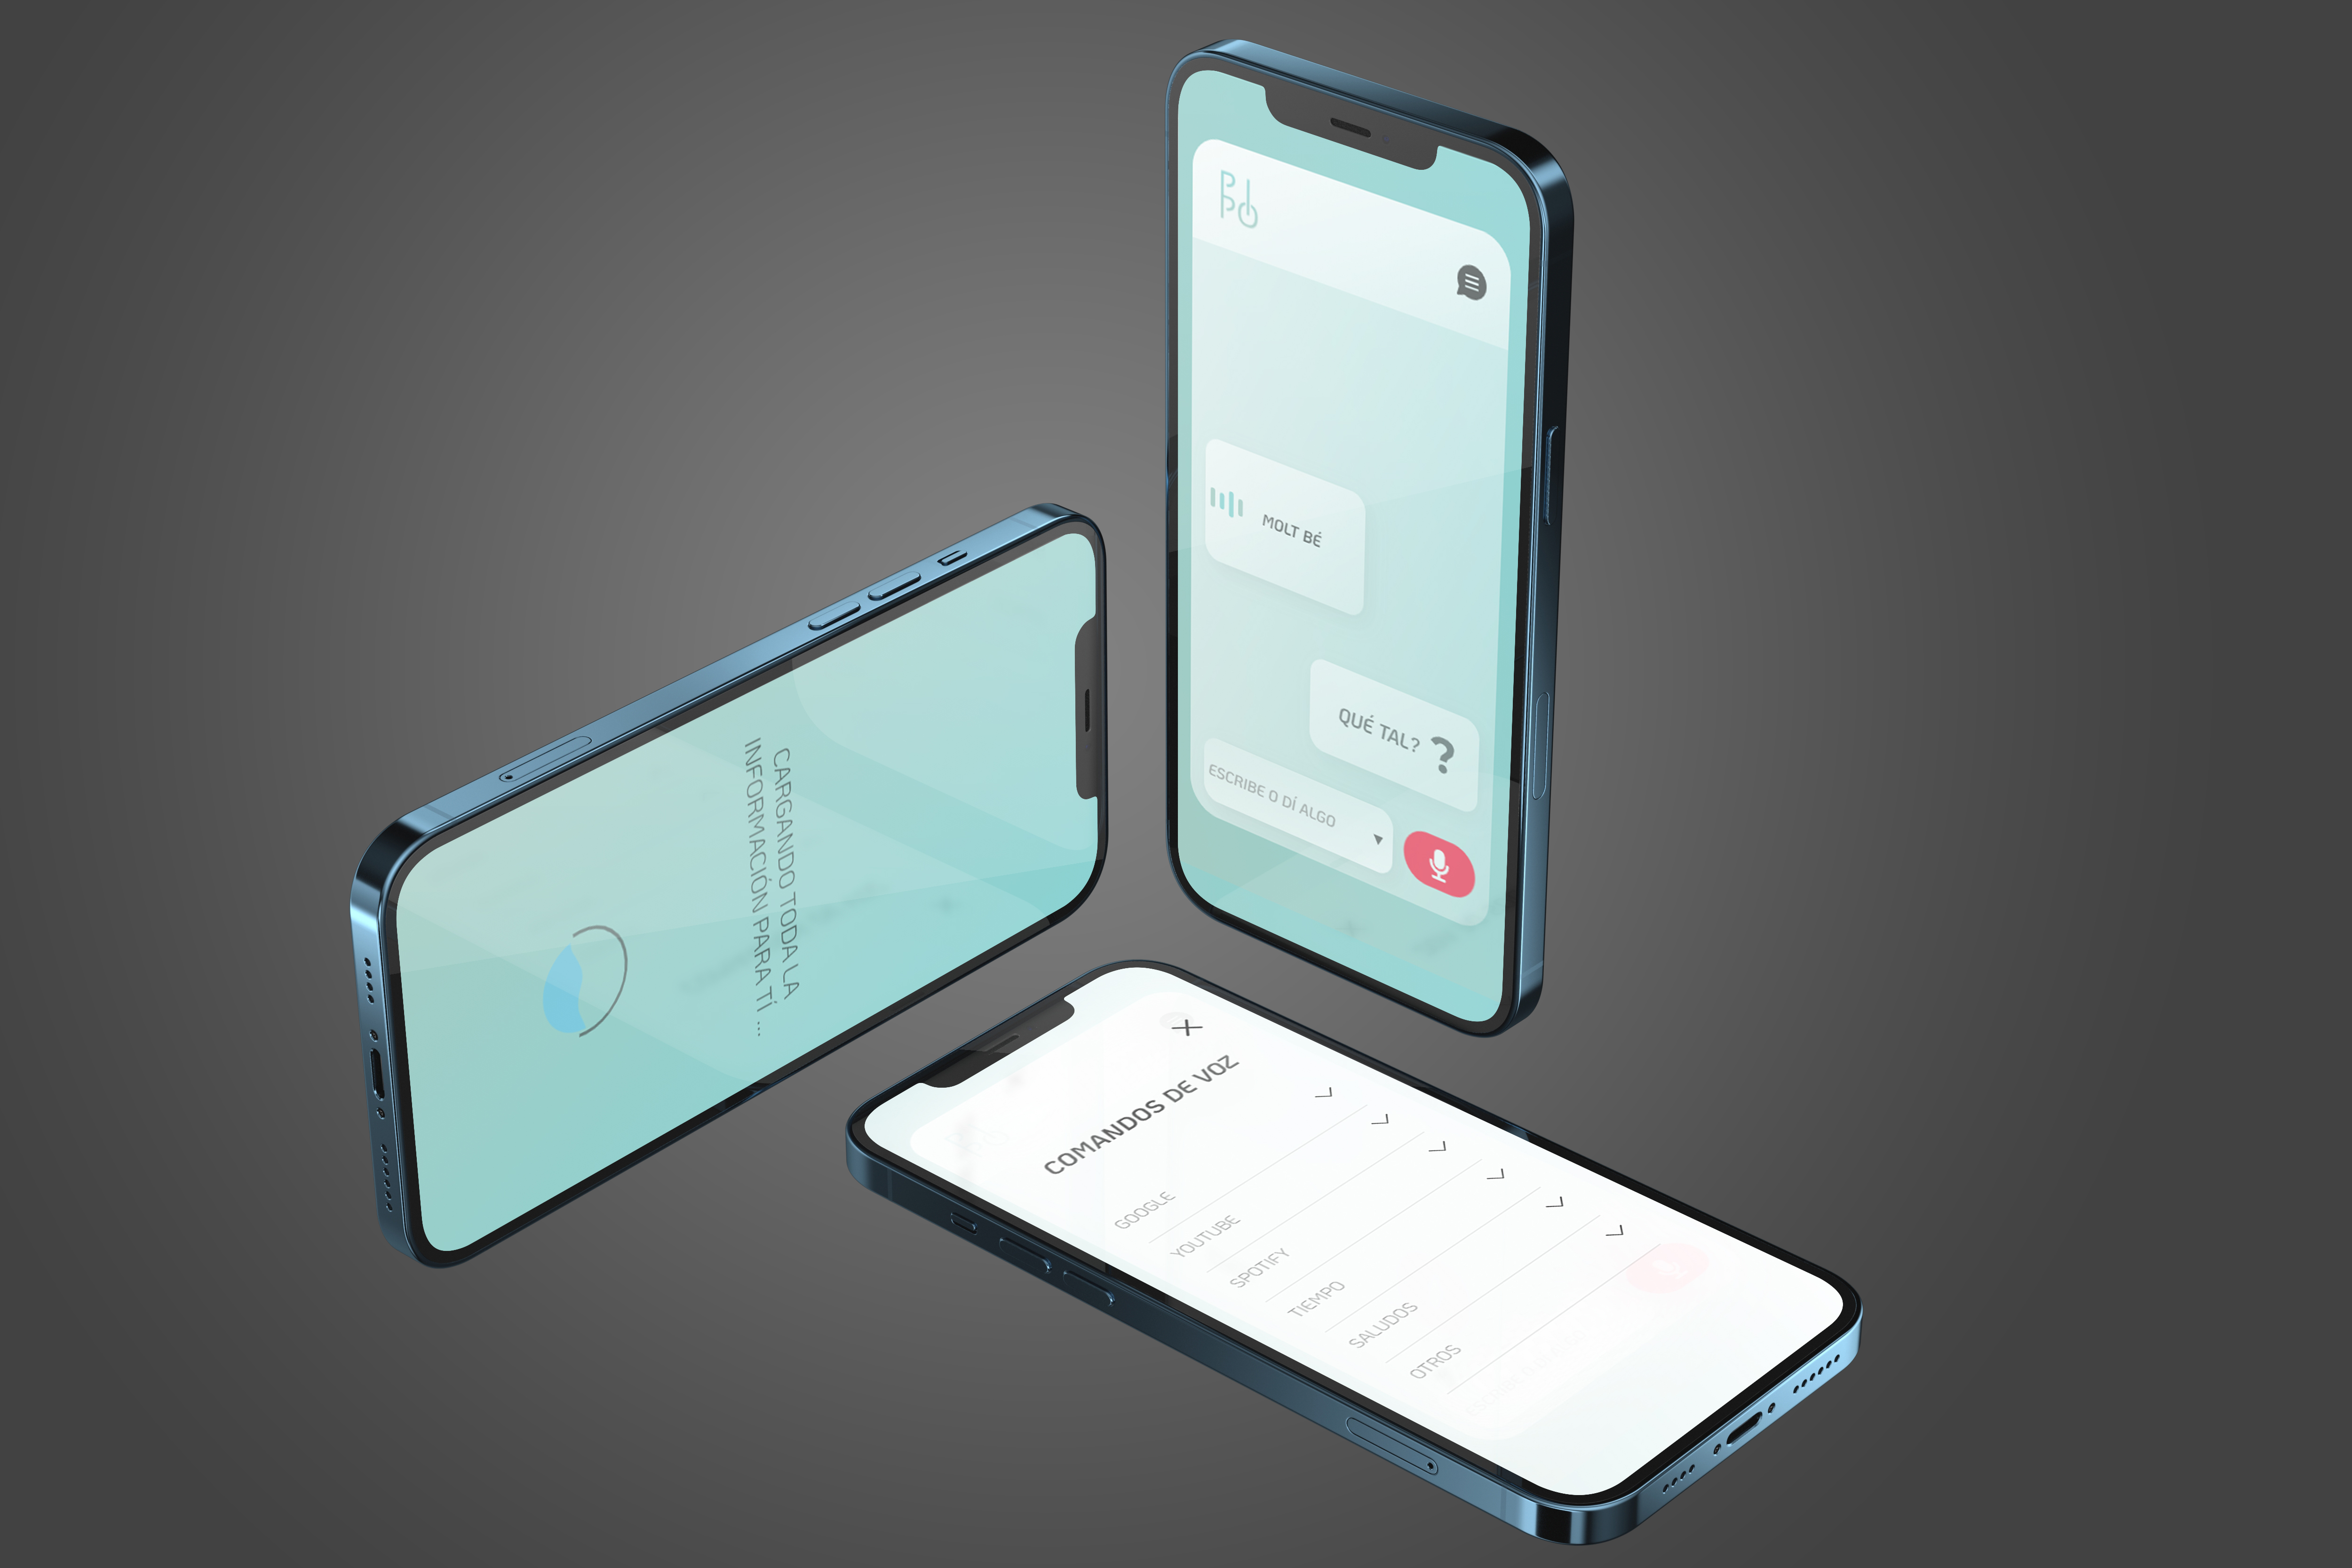 CARGANDO TODA LA
INFORMACIÓN PARA TÍ ...
MOLT BÉ
QUÉ TAL? ?
ESCRIBE O DÍ ALGO
COMANDOS DE VOZ
GOOGLE
YOUTUBE
SPOTIFY
TIEMPO
SALUDOS
OTROS